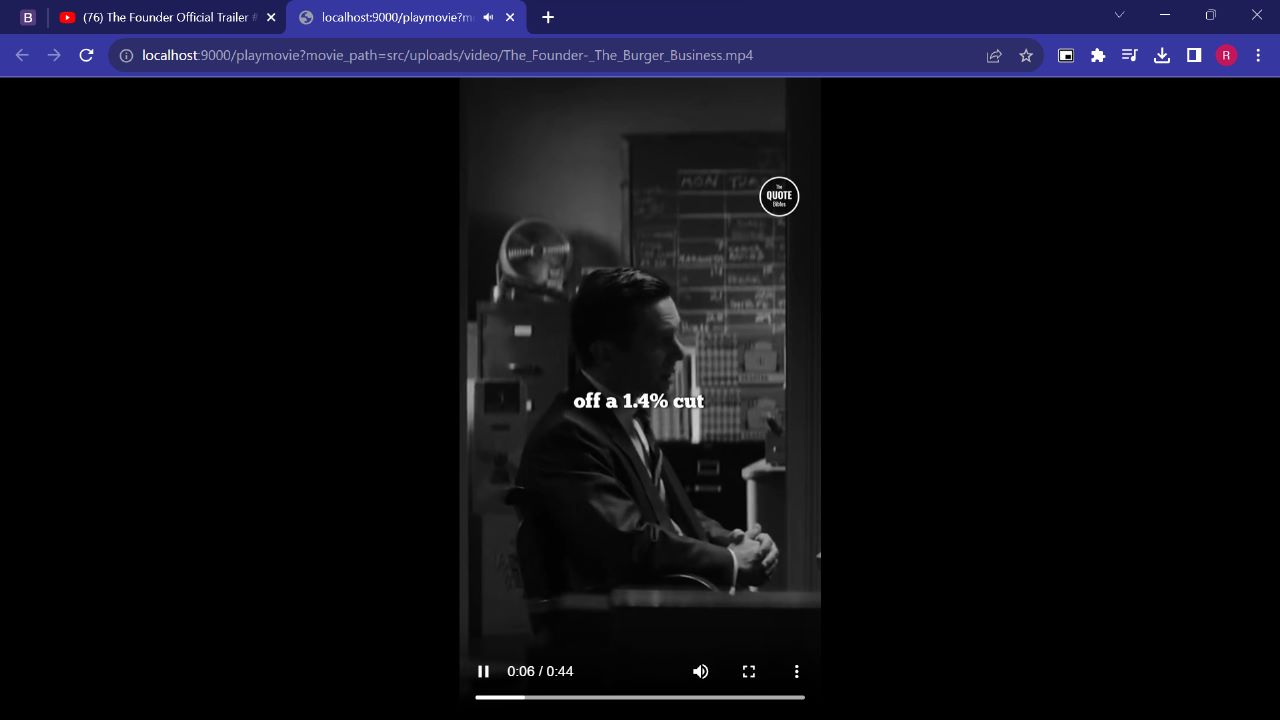 (76) The Founder Official Trailer #
localhost:9000/playmovie?m
localhost:9000/playmovie?movie_path=src/uploads/video/The_Founder-_The_Burger_Business.mp4
R
MON TUE
The
QUOTE
Bibles
off a 1.4% cut
0:06 / 0:44